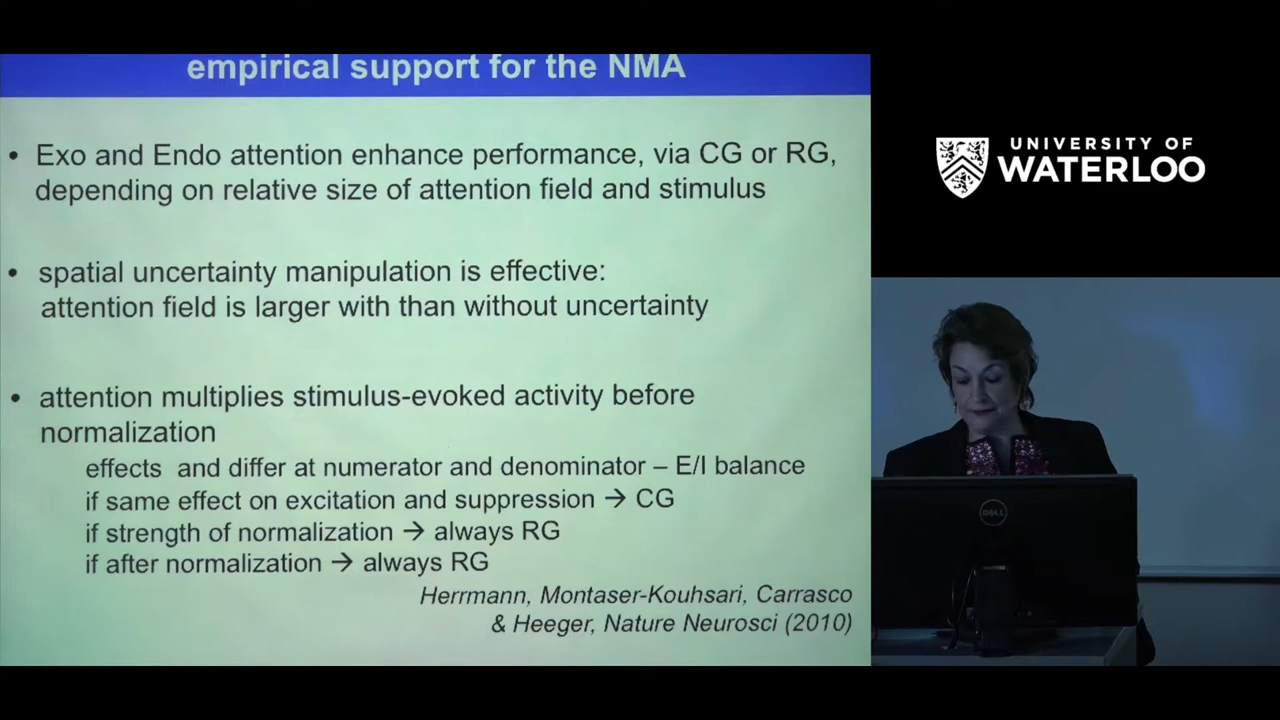 empirical support for the NMA
• Exo and Endo attention enhance performance, via CG or RG,
depending on relative size of attention field and stimulus
• spatial uncertainty manipulation is effective:
attention field is larger with than without uncertainty
• attention multiplies stimulus-evoked activity before
normalization
effects and differ at numerator and denominator – E/I balance
if same effect on excitation and suppression → CG
if strength of normalization → always RG
if after normalization → always RG
Herrmann, Montaser-Kouhsari, Carrasco
& Heeger, Nature Neurosci (2010)
UNIVERSITY OF
WATERLOO
DELL